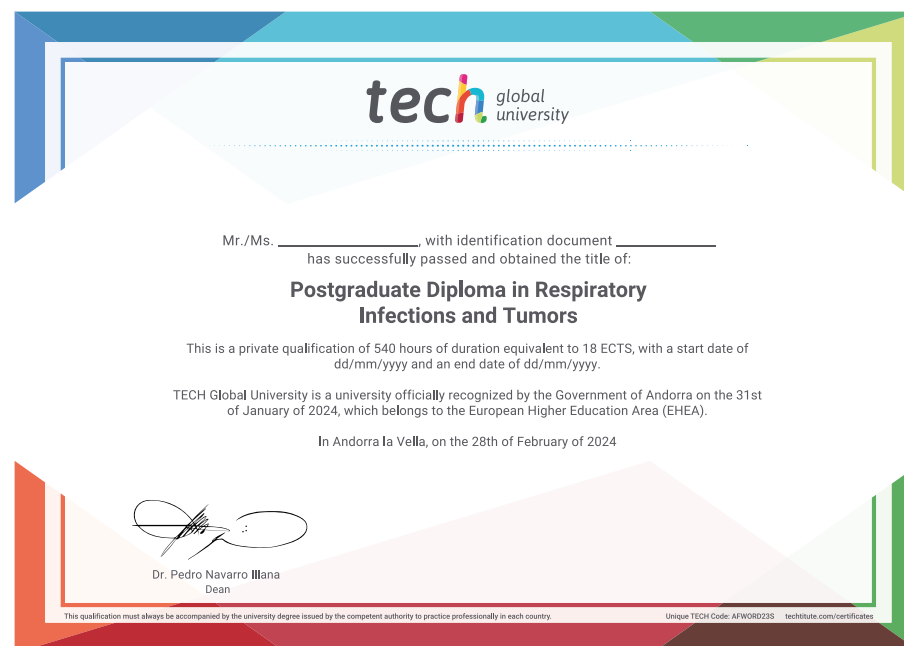 tech global university
Mr./Ms. ____________________, with identification document ______________
has successfully passed and obtained the title of:
Postgraduate Diploma in Respiratory
Infections and Tumors
This is a private qualification of 540 hours of duration equivalent to 18 ECTS, with a start date of
dd/mm/yyyy and an end date of dd/mm/yyyy.
TECH Global University is a university officially recognized by the Government of Andorra on the 31st
of January of 2024, which belongs to the European Higher Education Area (EHEA).
In Andorra la Vella, on the 28th of February of 2024
Dr. Pedro Navarro Illana
Dean
This qualification must always be accompanied by the university degree issued by the competent authority to practice professionally in each country. Unique TECH Code: AFWORD23S techtitute.com/certificates